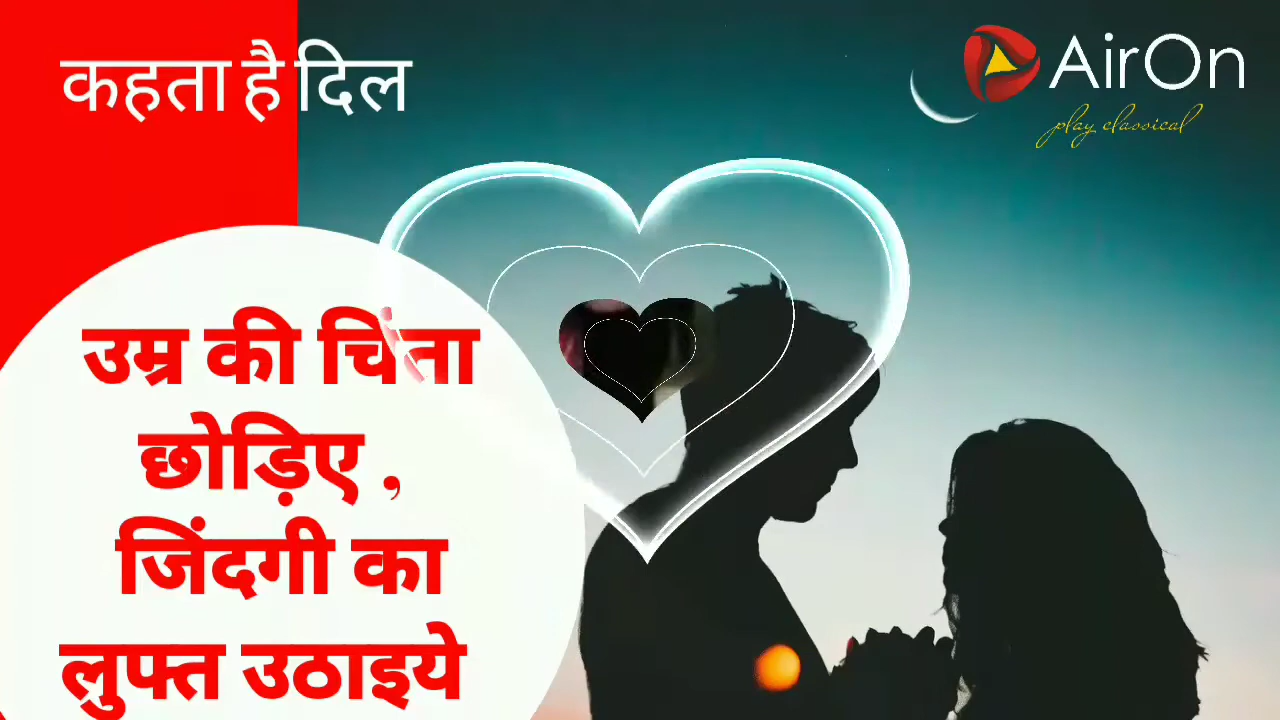 कहता है दिल
AirOn
play classical
उम्र की चिंता
छोड़िए ,
जिंदगी का
लुफ्त उठाइये